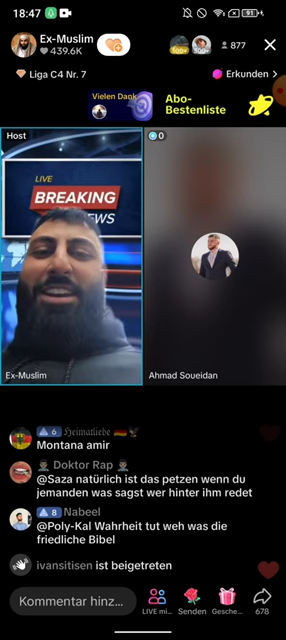 18:47
91
Ex-Muslim
439.6K
100+
100+
877
Liga C4 Nr. 7
Erkunden >
Vielen Dank
Abo-
Bestenliste
Host
0
LIVE
BREAKING
NEWS
Ex-Muslim
Ahmad Soueidan
6 ℌ𝔢𝔦𝔪𝔞𝔱𝔩𝔦𝔢𝔟𝔢
Montana amir
Doktor Rap
@Saza natürlich ist das petzen wenn du
jemanden was sagst wer hinter ihm redet
8 Nabeel
@Poly-Kal Wahrheit tut weh was die
friedliche Bibel
ivansitisen ist beigetreten
Kommentar hinz...
LIVE mi...
Senden
Gesche...
678